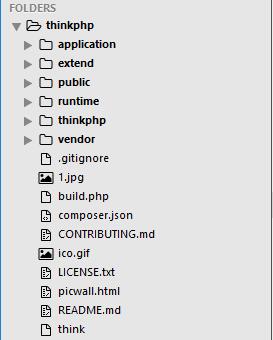 FOLDERS
thinkphp
application
extend
public
runtime
thinkphp
vendor
.gitignore
1.jpg
build.php
composer.json
CONTRIBUTING.md
ico.gif
LICENSE.txt
picwall.html
README.md
think